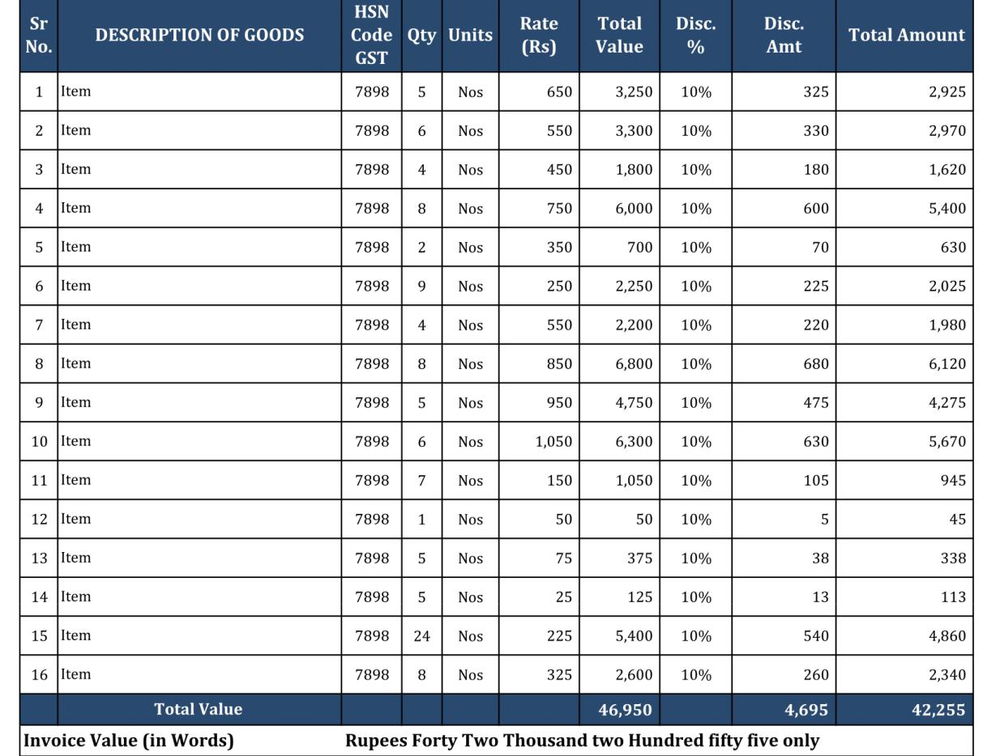 Sr No. DESCRIPTION OF GOODS HSN Code GST Qty Units Rate (Rs) Total Value Disc. % Disc. Amt Total Amount
1 Item 7898 5 Nos 650 3,250 10% 325 2,925
2 Item 7898 6 Nos 550 3,300 10% 330 2,970
3 Item 7898 4 Nos 450 1,800 10% 180 1,620
4 Item 7898 8 Nos 750 6,000 10% 600 5,400
5 Item 7898 2 Nos 350 700 10% 70 630
6 Item 7898 9 Nos 250 2,250 10% 225 2,025
7 Item 7898 4 Nos 550 2,200 10% 220 1,980
8 Item 7898 8 Nos 850 6,800 10% 680 6,120
9 Item 7898 5 Nos 950 4,750 10% 475 4,275
10 Item 7898 6 Nos 1,050 6,300 10% 630 5,670
11 Item 7898 7 Nos 150 1,050 10% 105 945
12 Item 7898 1 Nos 50 50 10% 5 45
13 Item 7898 5 Nos 75 375 10% 38 338
14 Item 7898 5 Nos 25 125 10% 13 113
15 Item 7898 24 Nos 225 5,400 10% 540 4,860
16 Item 7898 8 Nos 325 2,600 10% 260 2,340
Total Value 46,950 4,695 42,255
Invoice Value (in Words) Rupees Forty Two Thousand two Hundred fifty five only